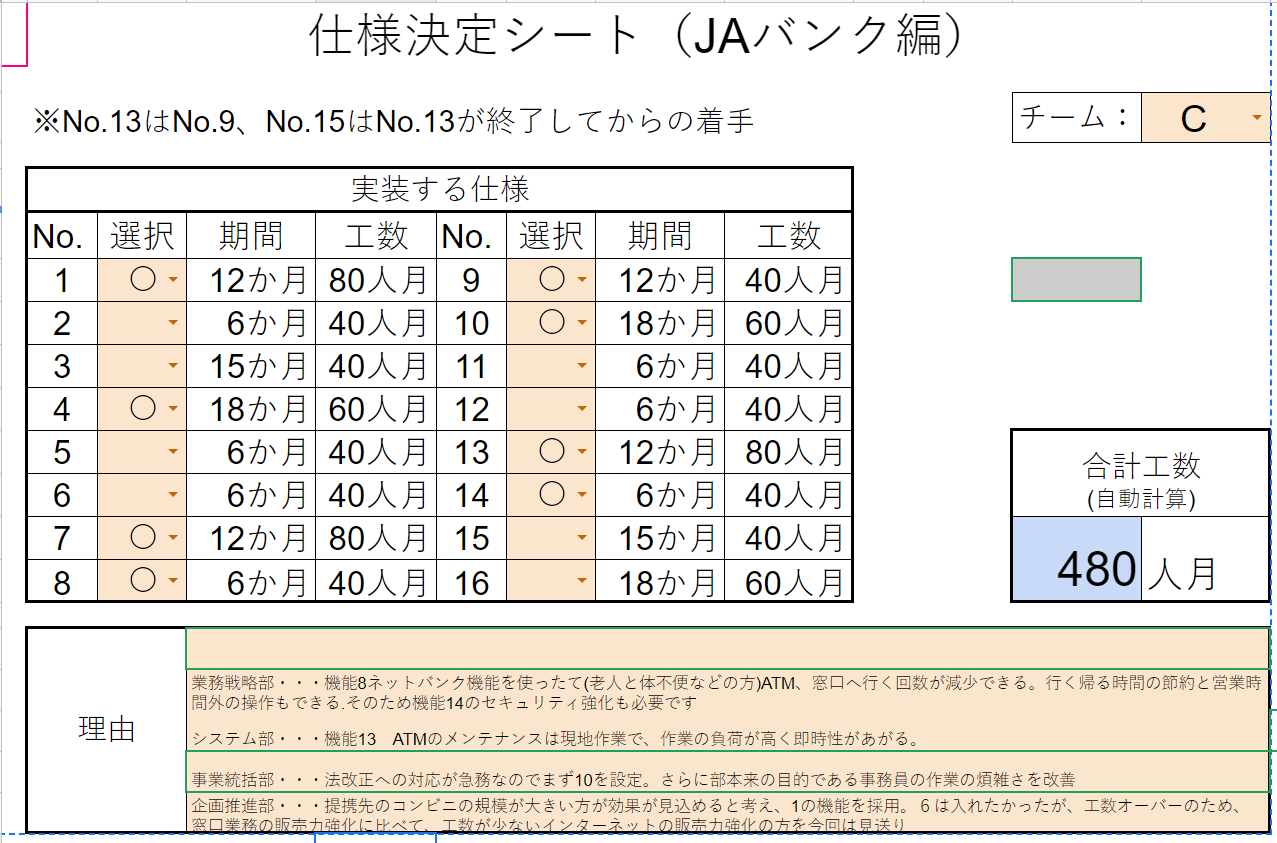 仕様決定シート（JAバンク編）
※No.13はNo.9、No.15はNo.13が終了してからの着手
チーム： C
実装する仕様
No. 選択 期間 工数 No. 選択 期間 工数
1 〇 12か月 80人月 9 〇 12か月 40人月
2 6か月 40人月 10 〇 18か月 60人月
3 15か月 40人月 11 6か月 40人月
4 〇 18か月 60人月 12 6か月 40人月
5 6か月 40人月 13 〇 12か月 80人月
6 6か月 40人月 14 〇 6か月 40人月
7 〇 12か月 80人月 15 15か月 40人月
8 〇 6か月 40人月 16 18か月 60人月
合計工数
(自動計算)
480 人月
理由
業務戦略部・・・機能8ネットバンク機能を使ったて(老人と体不便などの方)ATM、窓口へ行く回数が減少できる。行く帰る時間の節約と営業時
間外の操作もできる.そのため機能14のセキュリティ強化も必要です
システム部・・・機能13　ATMのメンテナンスは現地作業で、作業の負荷が高く即時性があがる。
事業統括部・・・法改正への対応が急務なのでまず10を設定。さらに部本来の目的である事務員の作業の煩雑さを改善
企画推進部・・・提携先のコンビニの規模が大きい方が効果が見込めると考え、1の機能を採用。６は入れたかったが、工数オーバーのため、
窓口業務の販売力強化に比べて、工数が少ないインターネットの販売力強化の方を今回は見送り